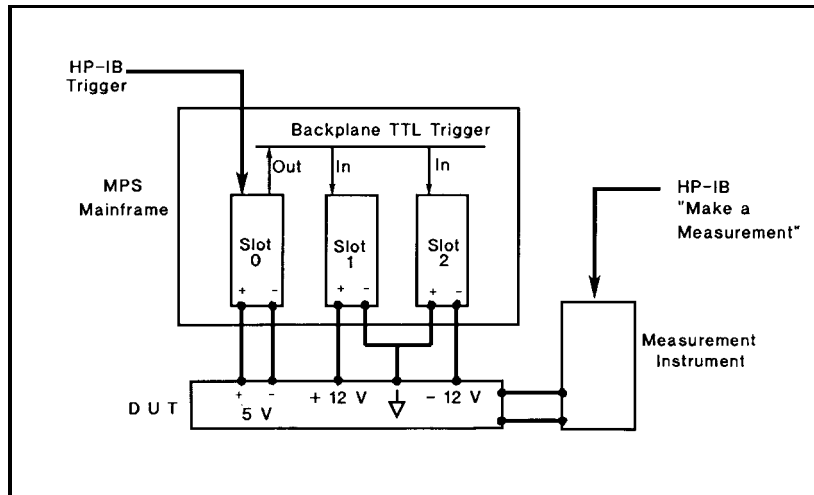 HP-IB
Trigger
Backplane TTL Trigger
Out
In
In
MPS
Mainframe
HP-IB
"Make a
Measurement"
Slot
0
Slot
1
Slot
2
+ -
+ -
+ -
Measurement
Instrument
DUT
+ -
5 V
+ 12 V
- 12 V